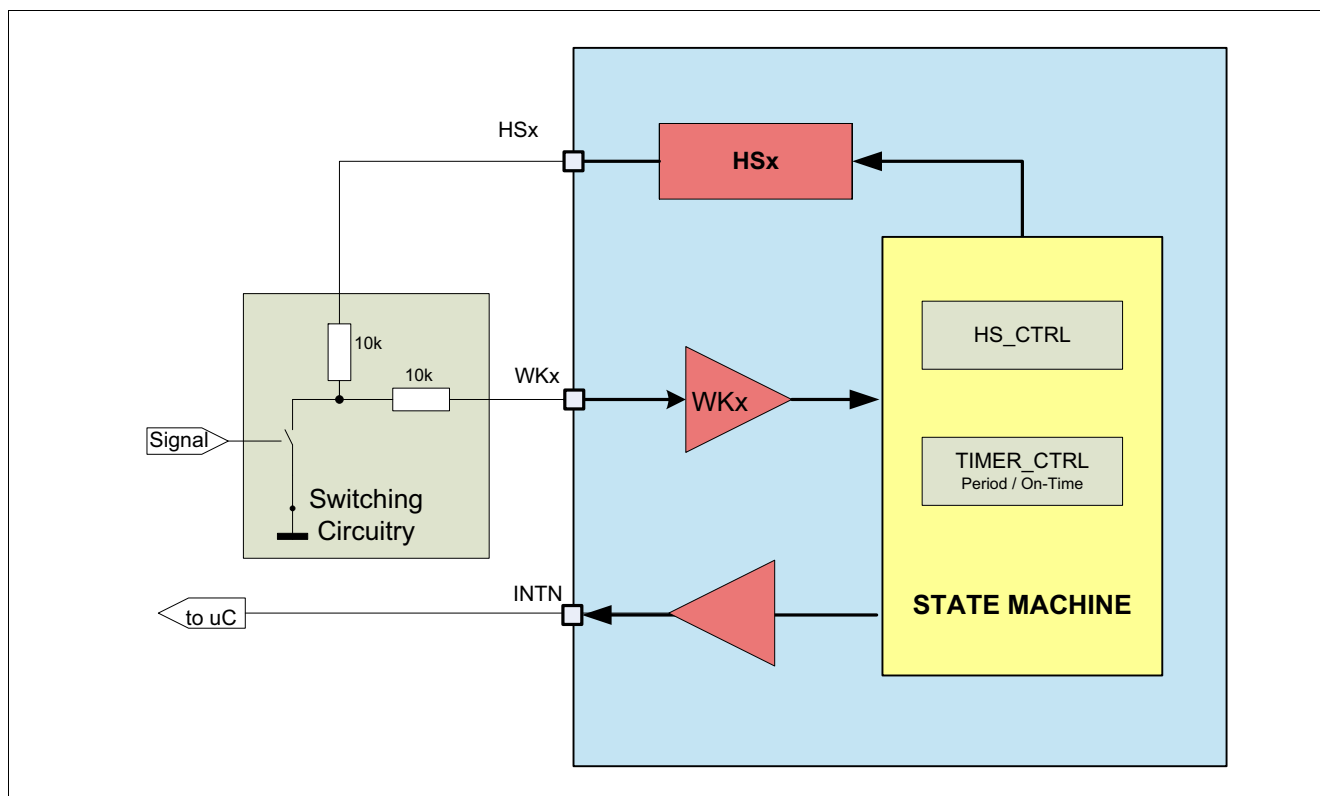 HSx
HSx
10k
10k
WKx
WKx
HS_CTRL
Signal
TIMER_CTRL
Period / On-Time
Switching
Circuitry
INTN
to uC
STATE MACHINE